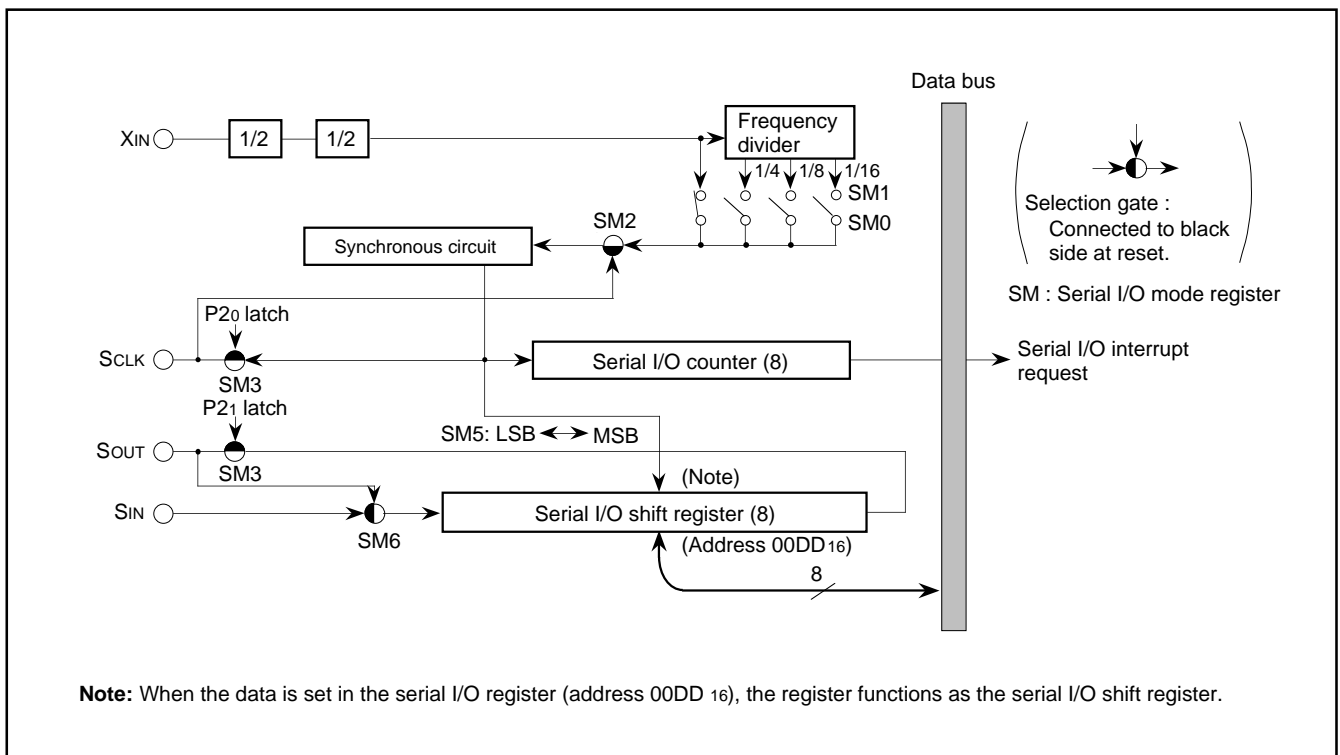 Data bus
XIN
1/2
1/2
Frequency
divider
1/4
1/8
1/16
SM1
SM0
SM2
Synchronous circuit
Selection gate :
Connected to black
side at reset.
SM : Serial I/O mode register
P20 latch
SCLK
SM3
Serial I/O counter (8)
Serial I/O interrupt
request
P21 latch
SM5: LSB
MSB
SOUT
SM3
(Note)
SIN
SM6
Serial I/O shift register (8)
(Address 00DD16)
8
Note: When the data is set in the serial I/O register (address 00DD 16), the register functions as the serial I/O shift register.